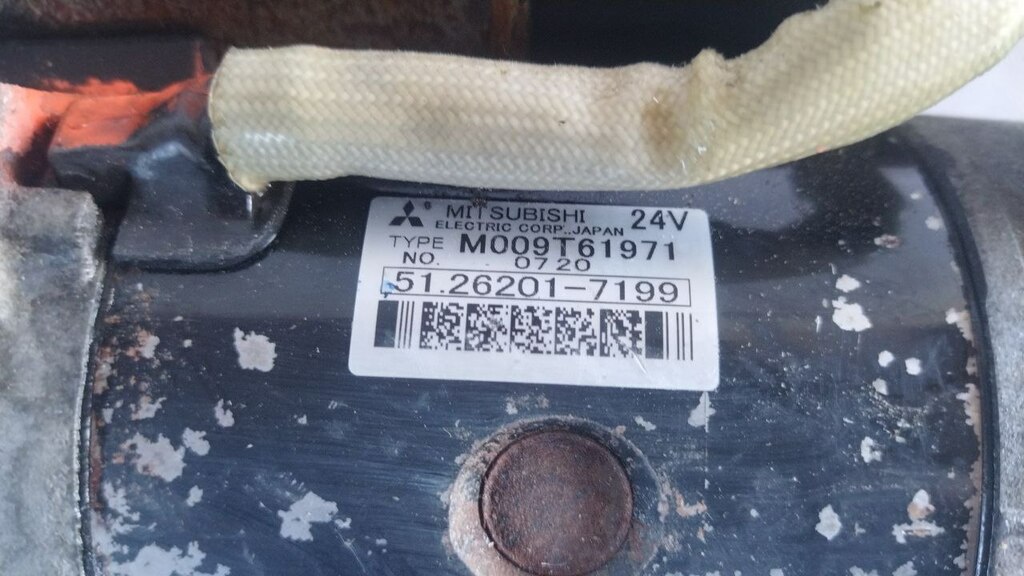 MITSUBISHI 24V
ELECTRIC CORP. JAPAN
TYPE M009T61971
NO. 0720
51.26201-7199